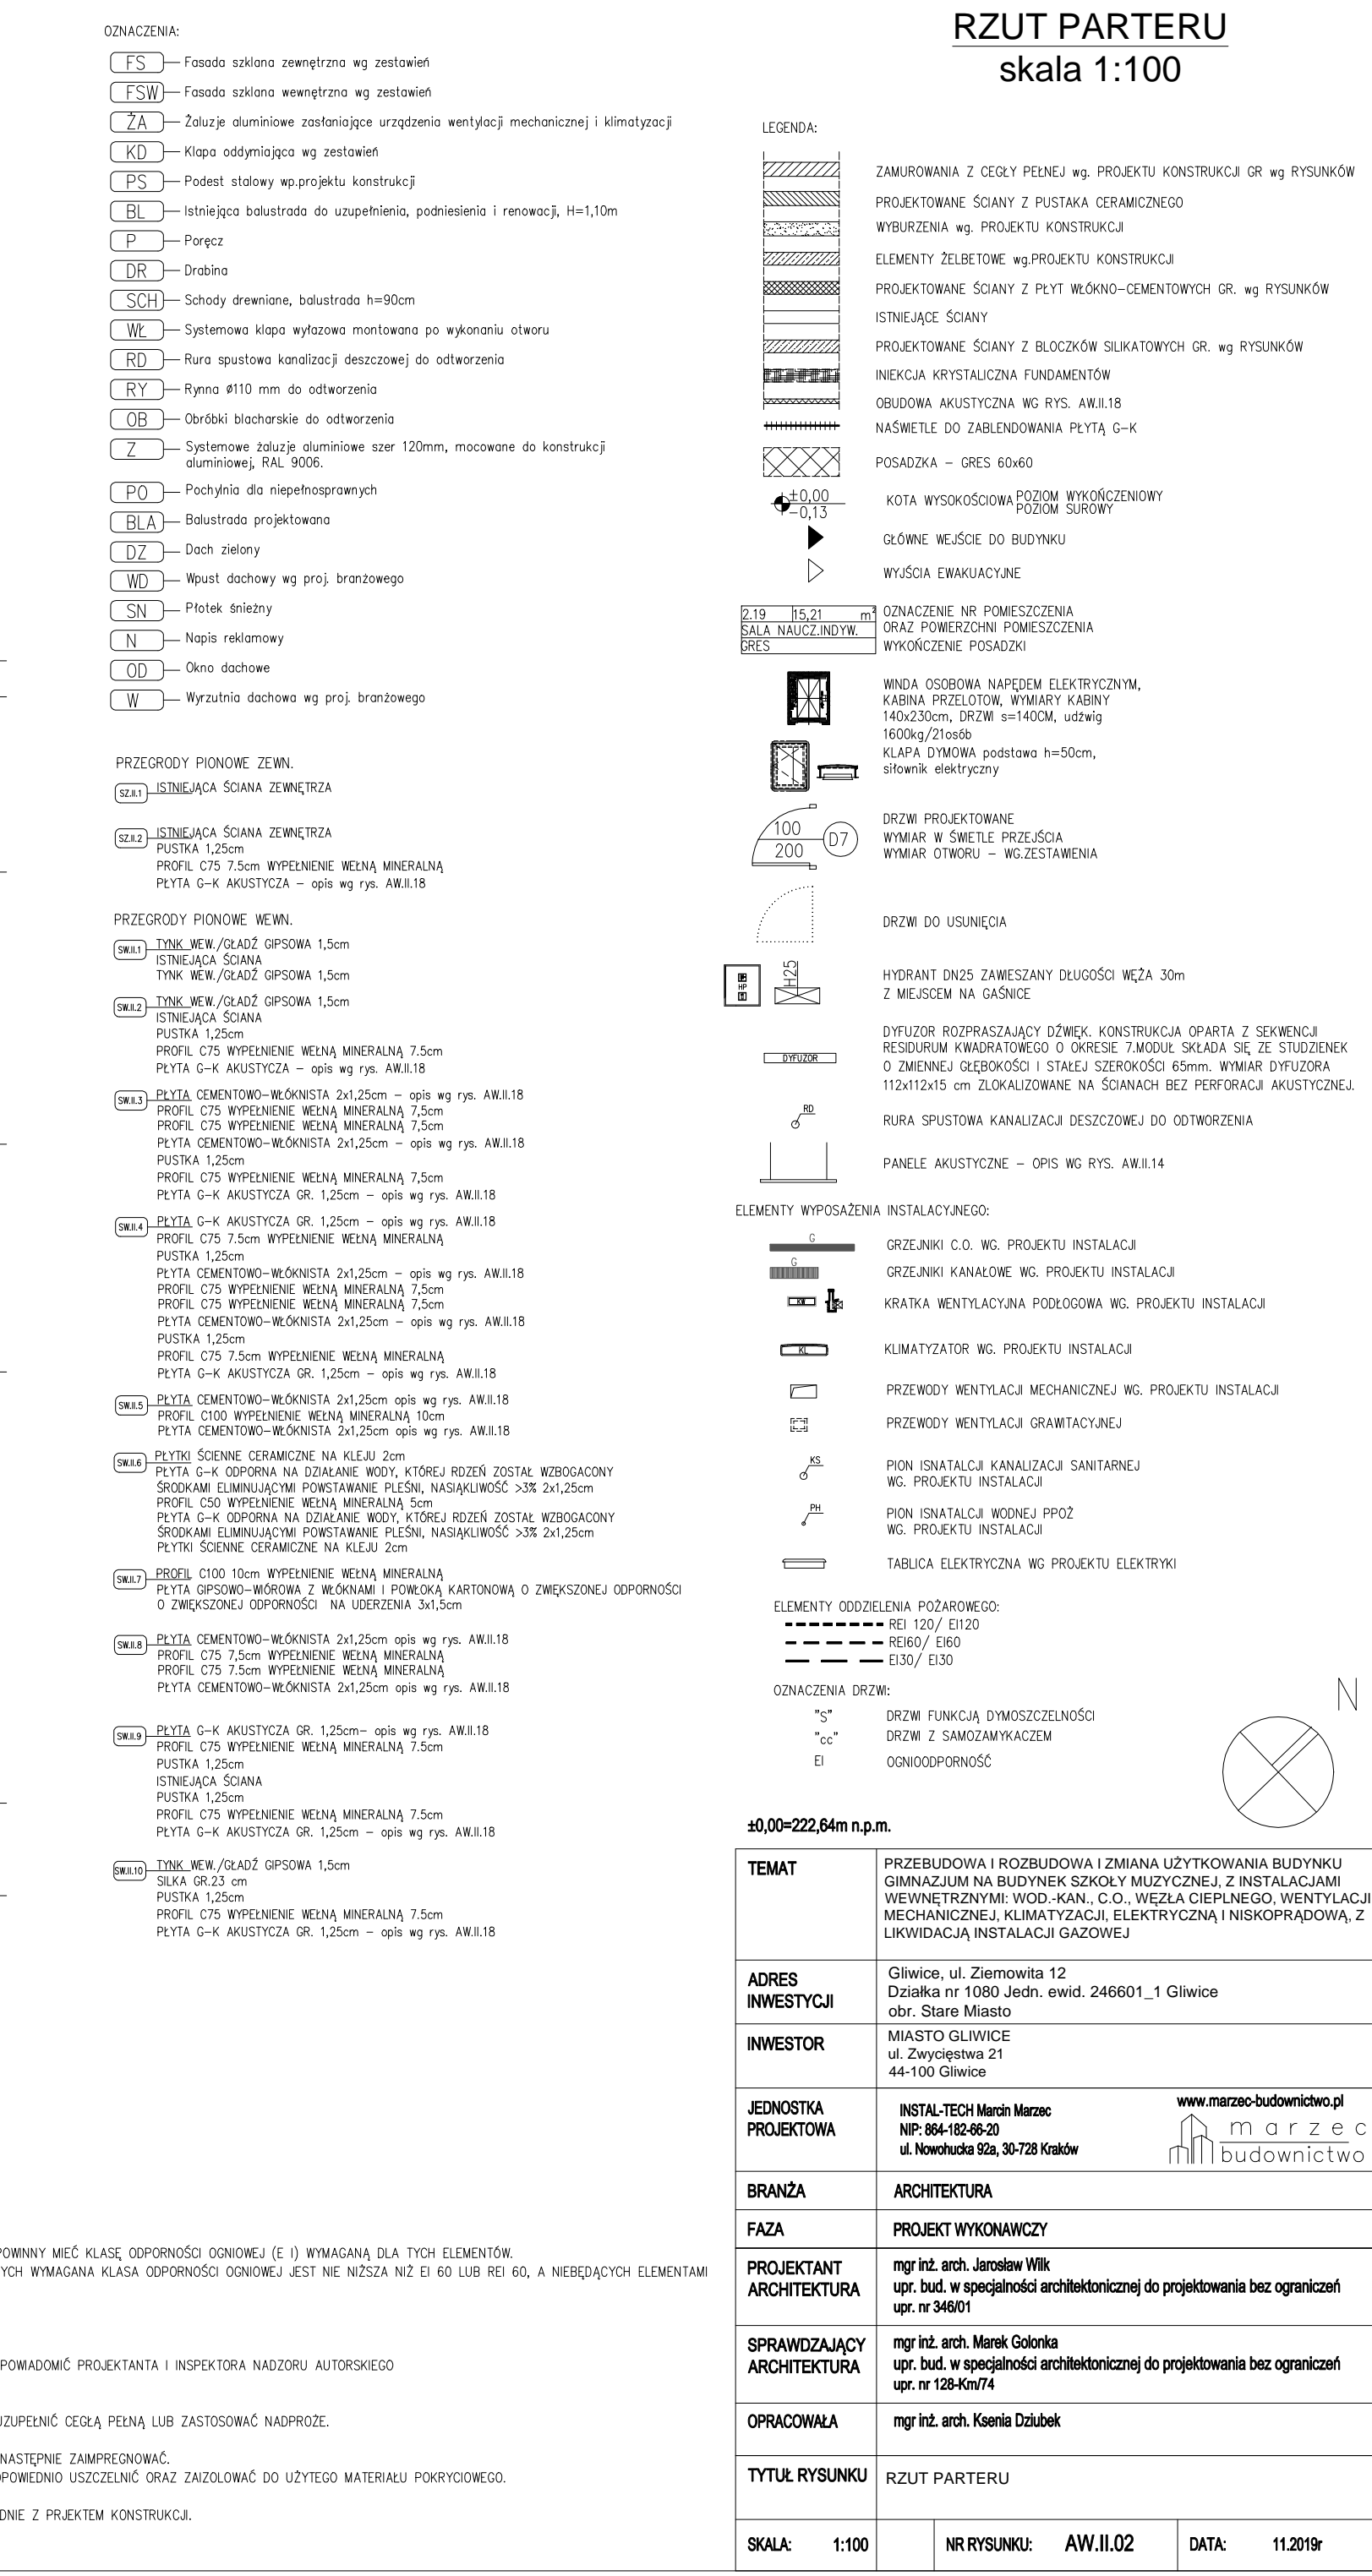 OZNACZENIA:
FS Fasada szklana zewnętrzna wg zestawień
FSW Fasada szklana wewnętrzna wg zestawień
ŻA Żaluzje aluminiowe zasłaniające urządzenia wentylacji mechanicznej i klimatyzacji
KD Klapa oddymiająca wg zestawień
PS Podest stalowy wp.projektu konstrukcji
BL Istniejąca balustrada do uzupełnienia, podniesienia i renowacji, H=1,10m
P Poręcz
DR Drabina
SCH Schody drewniane, balustrada h=90cm
WŁ Systemowa klapa wyłazowa montowana po wykonaniu otworu
RD Rura spustowa kanalizacji deszczowej do odtworzenia
RY Rynna ø110 mm do odtworzenia
OB Obróbki blacharskie do odtworzenia
Z Systemowe żaluzje aluminiowe szer 120mm, mocowane do konstrukcji
aluminiowej, RAL 9006.
PO Pochylnia dla niepełnosprawnych
BLA Balustrada projektowana
DZ Dach zielony
WD Wpust dachowy wg proj. branżowego
SN Płotek śnieżny
N Napis reklamowy
OD Okno dachowe
W Wyrzutnia dachowa wg proj. branżowego
PRZEGRODY PIONOWE ZEWN.
SZ.II.1 ISTNIEJĄCA ŚCIANA ZEWNĘTRZA
SZ.II.2 ISTNIEJĄCA ŚCIANA ZEWNĘTRZA
PUSTKA 1,25cm
PROFIL C75 7.5cm WYPEŁNIENIE WEŁNĄ MINERALNĄ
PŁYTA G-K AKUSTYCZA - opis wg rys. AW.II.18
PRZEGRODY PIONOWE WEWN.
SW.II.1 TYNK WEW./GŁADŹ GIPSOWA 1,5cm
ISTNIEJĄCA ŚCIANA
TYNK WEW./GŁADŹ GIPSOWA 1,5cm
SW.II.2 TYNK WEW./GŁADŹ GIPSOWA 1,5cm
ISTNIEJĄCA ŚCIANA
PUSTKA 1,25cm
PROFIL C75 WYPEŁNIENIE WEŁNĄ MINERALNĄ 7.5cm
PŁYTA G-K AKUSTYCZA - opis wg rys. AW.II.18
SW.II.3 PŁYTA CEMENTOWO-WŁÓKNISTA 2x1,25cm - opis wg rys. AW.II.18
PROFIL C75 WYPEŁNIENIE WEŁNĄ MINERALNĄ 7,5cm
PROFIL C75 WYPEŁNIENIE WEŁNĄ MINERALNĄ 7,5cm
PŁYTA CEMENTOWO-WŁÓKNISTA 2x1,25cm - opis wg rys. AW.II.18
PUSTKA 1,25cm
PROFIL C75 WYPEŁNIENIE WEŁNĄ MINERALNĄ 7,5cm
PŁYTA G-K AKUSTYCZA GR. 1,25cm - opis wg rys. AW.II.18
SW.II.4 PŁYTA G-K AKUSTYCZA GR. 1,25cm - opis wg rys. AW.II.18
PROFIL C75 7.5cm WYPEŁNIENIE WEŁNĄ MINERALNĄ
PUSTKA 1,25cm
PŁYTA CEMENTOWO-WŁÓKNISTA 2x1,25cm - opis wg rys. AW.II.18
PROFIL C75 WYPEŁNIENIE WEŁNĄ MINERALNĄ 7,5cm
PROFIL C75 WYPEŁNIENIE WEŁNĄ MINERALNĄ 7,5cm
PŁYTA CEMENTOWO-WŁÓKNISTA 2x1,25cm - opis wg rys. AW.II.18
PUSTKA 1,25cm
PROFIL C75 7.5cm WYPEŁNIENIE WEŁNĄ MINERALNĄ
PŁYTA G-K AKUSTYCZA GR. 1,25cm - opis wg rys. AW.II.18
SW.II.5 PŁYTA CEMENTOWO-WŁÓKNISTA 2x1,25cm opis wg rys. AW.II.18
PROFIL C100 WYPEŁNIENIE WEŁNĄ MINERALNĄ 10cm
PŁYTA CEMENTOWO-WŁÓKNISTA 2x1,25cm opis wg rys. AW.II.18
SW.II.6 PŁYTKI ŚCIENNE CERAMICZNE NA KLEJU 2cm
PŁYTA G-K ODPORNA NA DZIAŁANIE WODY, KTÓREJ RDZEŃ ZOSTAŁ WZBOGACONY
ŚRODKAMI ELIMINUJĄCYMI POWSTAWANIE PLEŚNI, NASIĄKLIWOŚĆ >3% 2x1,25cm
PROFIL C50 WYPEŁNIENIE WEŁNĄ MINERALNĄ 5cm
PŁYTA G-K ODPORNA NA DZIAŁANIE WODY, KTÓREJ RDZEŃ ZOSTAŁ WZBOGACONY
ŚRODKAMI ELIMINUJĄCYMI POWSTAWANIE PLEŚNI, NASIĄKLIWOŚĆ >3% 2x1,25cm
PŁYTKI ŚCIENNE CERAMICZNE NA KLEJU 2cm
SW.II.7 PROFIL C100 10cm WYPEŁNIENIE WEŁNĄ MINERALNĄ
PŁYTA GIPSOWO-WIÓROWA Z WŁÓKNAMI I POWŁOKĄ KARTONOWĄ O ZWIĘKSZONEJ ODPORNOŚCI
O ZWIĘKSZONEJ ODPORNOŚCI NA UDERZENIA 3x1,5cm
SW.II.8 PŁYTA CEMENTOWO-WŁÓKNISTA 2x1,25cm opis wg rys. AW.II.18
PROFIL C75 7,5cm WYPEŁNIENIE WEŁNĄ MINERALNĄ
PROFIL C75 7.5cm WYPEŁNIENIE WEŁNĄ MINERALNĄ
PŁYTA CEMENTOWO-WŁÓKNISTA 2x1,25cm opis wg rys. AW.II.18
SW.II.9 PŁYTA G-K AKUSTYCZA GR. 1,25cm- opis wg rys. AW.II.18
PROFIL C75 WYPEŁNIENIE WEŁNĄ MINERALNĄ 7.5cm
PUSTKA 1,25cm
ISTNIEJĄCA ŚCIANA
PUSTKA 1,25cm
PROFIL C75 WYPEŁNIENIE WEŁNĄ MINERALNĄ 7.5cm
PŁYTA G-K AKUSTYCZA GR. 1,25cm - opis wg rys. AW.II.18
SW.II.10 TYNK WEW./GŁADŹ GIPSOWA 1,5cm
SILKA GR.23 cm
PUSTKA 1,25cm
PROFIL C75 WYPEŁNIENIE WEŁNĄ MINERALNĄ 7.5cm
PŁYTA G-K AKUSTYCZA GR. 1,25cm - opis wg rys. AW.II.18
POWINNY MIEĆ KLASĘ ODPORNOŚCI OGNIOWEJ (E I) WYMAGANĄ DLA TYCH ELEMENTÓW.
YCH WYMAGANA KLASA ODPORNOŚCI OGNIOWEJ JEST NIE NIŻSZA NIŻ EI 60 LUB REI 60, A NIEBĘDĄCYCH ELEMENTAMI
POWIADOMIĆ PROJEKTANTA I INSPEKTORA NADZORU AUTORSKIEGO
UZUPEŁNIĆ CEGŁĄ PEŁNĄ LUB ZASTOSOWAĆ NADPROŻE.
NASTĘPNIE ZAIMPREGNOWAĆ.
DPOWIEDNIO USZCZELNIĆ ORAZ ZAIZOLOWAĆ DO UŻYTEGO MATERIAŁU POKRYCIOWEGO.
DNIE Z PRJEKTEM KONSTRUKCJI.
RZUT PARTERU
skala 1:100
LEGENDA:
ZAMUROWANIA Z CEGŁY PEŁNEJ wg. PROJEKTU KONSTRUKCJI GR wg RYSUNKÓW
PROJEKTOWANE ŚCIANY Z PUSTAKA CERAMICZNEGO
WYBURZENIA wg. PROJEKTU KONSTRUKCJI
ELEMENTY ŻELBETOWE wg.PROJEKTU KONSTRUKCJI
PROJEKTOWANE ŚCIANY Z PŁYT WŁÓKNO-CEMENTOWYCH GR. wg RYSUNKÓW
ISTNIEJĄCE ŚCIANY
PROJEKTOWANE ŚCIANY Z BLOCZKÓW SILIKATOWYCH GR. wg RYSUNKÓW
INIEKCJA KRYSTALICZNA FUNDAMENTÓW
OBUDOWA AKUSTYCZNA WG RYS. AW.II.18
NAŚWIETLE DO ZABLENDOWANIA PŁYTĄ G-K
POSADZKA - GRES 60x60
±0,00
-0,13
KOTA WYSOKOŚCIOWA POZIOM WYKOŃCZENIOWY
POZIOM SUROWY
GŁÓWNE WEJŚCIE DO BUDYNKU
WYJŚCIA EWAKUACYJNE
2.19 15,21 m² OZNACZENIE NR POMIESZCZENIA
SALA NAUCZ.INDYW. ORAZ POWIERZCHNI POMIESZCZENIA
GRES WYKOŃCZENIE POSADZKI
WINDA OSOBOWA NAPĘDEM ELEKTRYCZNYM,
KABINA PRZELOTOW, WYMIARY KABINY
140x230cm, DRZWI s=140CM, udźwig
1600kg/21osób
KLAPA DYMOWA podstawa h=50cm,
siłownik elektryczny
DRZWI PROJEKTOWANE
100 200 D7 WYMIAR W ŚWIETLE PRZEJŚCIA
WYMIAR OTWORU - WG.ZESTAWIENIA
DRZWI DO USUNIĘCIA
HP H25 HYDRANT DN25 ZAWIESZANY DŁUGOŚCI WĘŻA 30m
Z MIEJSCEM NA GAŚNICE
DYFUZOR ROZPRASZAJĄCY DŹWIĘK. KONSTRUKCJA OPARTA Z SEKWENCJI
RESIDURUM KWADRATOWEGO O OKRESIE 7.MODUŁ SKŁADA SIĘ ZE STUDZIENEK
DYFUZOR O ZMIENNEJ GŁĘBOKOŚCI I STAŁEJ SZEROKOŚCI 65mm. WYMIAR DYFUZORA
112x112x15 cm ZLOKALIZOWANE NA ŚCIANACH BEZ PERFORACJI AKUSTYCZNEJ.
RD RURA SPUSTOWA KANALIZACJI DESZCZOWEJ DO ODTWORZENIA
PANELE AKUSTYCZNE - OPIS WG RYS. AW.II.14
ELEMENTY WYPOSAŻENIA INSTALACYJNEGO:
G GRZEJNIKI C.O. WG. PROJEKTU INSTALACJI
G GRZEJNIKI KANAŁOWE WG. PROJEKTU INSTALACJI
KW KRATKA WENTYLACYJNA PODŁOGOWA WG. PROJEKTU INSTALACJI
KL KLIMATYZATOR WG. PROJEKTU INSTALACJI
PRZEWODY WENTYLACJI MECHANICZNEJ WG. PROJEKTU INSTALACJI
PRZEWODY WENTYLACJI GRAWITACYJNEJ
KS PION ISNATALCJI KANALIZACJI SANITARNEJ
WG. PROJEKTU INSTALACJI
PH PION ISNATALCJI WODNEJ PPOŻ
WG. PROJEKTU INSTALACJI
TABLICA ELEKTRYCZNA WG PROJEKTU ELEKTRYKI
ELEMENTY ODDZIELENIA POŻAROWEGO:
REI 120/ EI120
REI60/ EI60
EI30/ EI30
OZNACZENIA DRZWI:
"S" DRZWI FUNKCJĄ DYMOSZCZELNOŚCI
"cc" DRZWI Z SAMOZAMYKACZEM
EI OGNIOODPORNOŚĆ
N
±0,00=222,64m n.p.m.
TEMAT PRZEBUDOWA I ROZBUDOWA I ZMIANA UŻYTKOWANIA BUDYNKU
GIMNAZJUM NA BUDYNEK SZKOŁY MUZYCZNEJ, Z INSTALACJAMI
WEWNĘTRZNYMI: WOD.-KAN., C.O., WĘZŁA CIEPLNEGO, WENTYLACJI
MECHANICZNEJ, KLIMATYZACJI, ELEKTRYCZNĄ I NISKOPRĄDOWĄ, Z
LIKWIDACJĄ INSTALACJI GAZOWEJ
ADRES INWESTYCJI
Gliwice, ul. Ziemowita 12
Działka nr 1080 Jedn. ewid. 246601_1 Gliwice
obr. Stare Miasto
INWESTOR MIASTO GLIWICE
ul. Zwycięstwa 21
44-100 Gliwice
JEDNOSTKA PROJEKTOWA
INSTAL-TECH Marcin Marzec
NIP: 864-182-66-20
ul. Nowohucka 92a, 30-728 Kraków
www.marzec-budownictwo.pl
marzec
budownictwo
BRANŻA ARCHITEKTURA
FAZA PROJEKT WYKONAWCZY
PROJEKTANT ARCHITEKTURA
mgr inż. arch. Jarosław Wilk
upr. bud. w specjalności architektonicznej do projektowania bez ograniczeń
upr. nr 346/01
SPRAWDZAJĄCY ARCHITEKTURA
mgr inż. arch. Marek Golonka
upr. bud. w specjalności architektonicznej do projektowania bez ograniczeń
upr. nr 128-Km/74
OPRACOWAŁA mgr inż. arch. Ksenia Dziubek
TYTUŁ RYSUNKU RZUT PARTERU
SKALA: 1:100 NR RYSUNKU: AW.II.02 DATA: 11.2019r